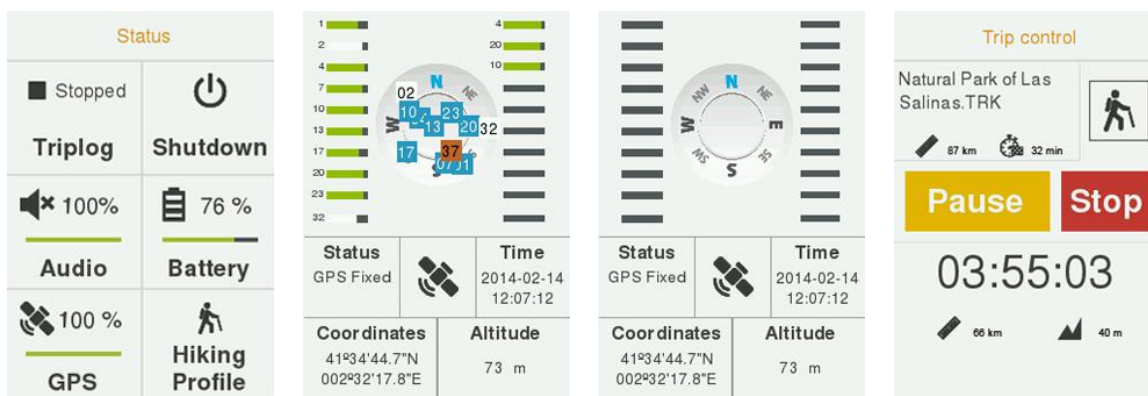 Status
Stopped
Triplog
Shutdown
100%
76 %
Audio
Battery
100 %
GPS
Hiking
Profile
1
2
4
7
10
13
17
20
23
32
4
20
10
N
NE
W
S
02
10
13
23
20
32
17
37
07
01
Status
GPS Fixed
Time
2014-02-14
12:07:12
Coordinates
41º34'44.7"N
002º32'17.8"E
Altitude
73 m
N
NE
E
SE
S
SW
W
NW
Status
GPS Fixed
Time
2014-02-14
12:07:12
Coordinates
41º34'44.7"N
002º32'17.8"E
Altitude
73 m
Trip control
Natural Park of Las
Salinas.TRK
87 km
32 min
Pause
Stop
03:55:03
66 km
40 m